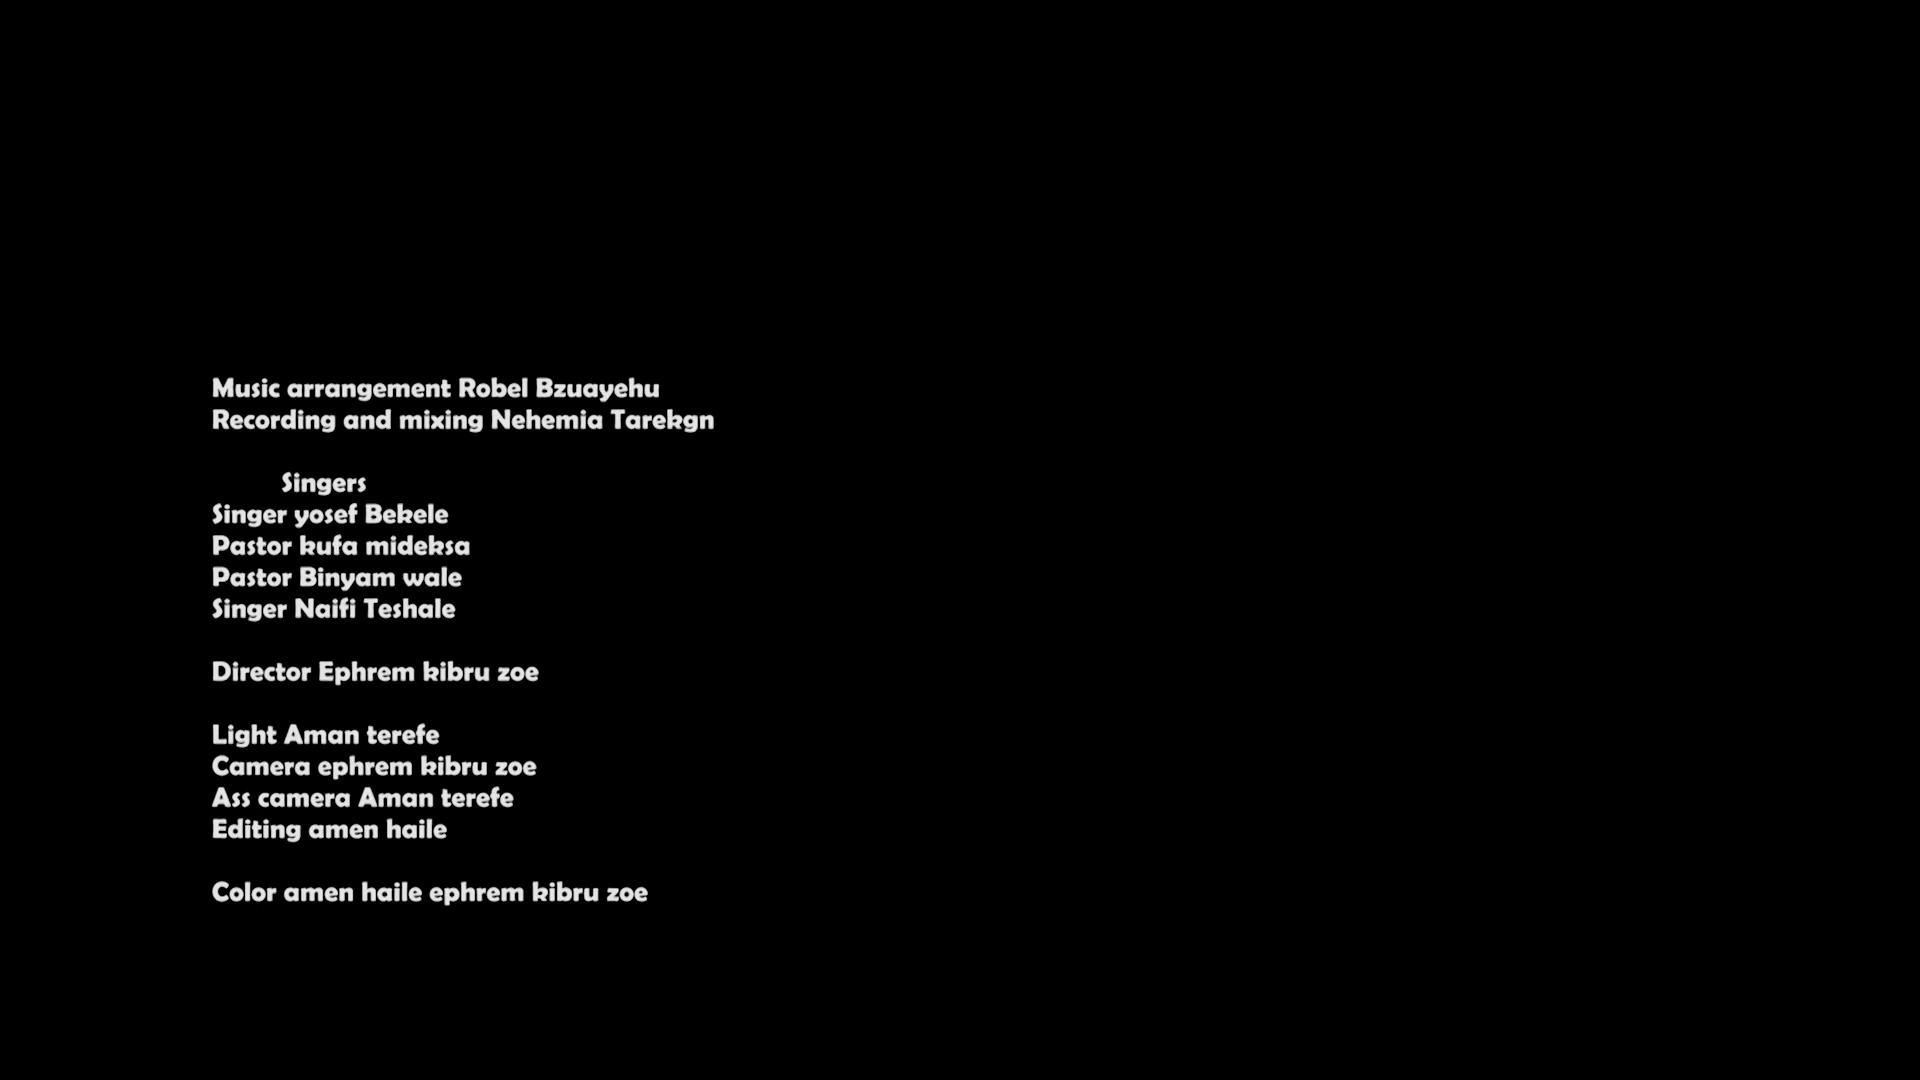 Music arrangement Robel Bzuayehu
Recording and mixing Nehemia Tarekgn
Singers
Singer yosef Bekele
Pastor kufa mideksa
Pastor Binyam wale
Singer Naifi Teshale
Director Ephrem kibru zoe
Light Aman terefe
Camera ephrem kibru zoe
Ass camera Aman terefe
Editing amen haile
Color amen haile ephrem kibru zoe